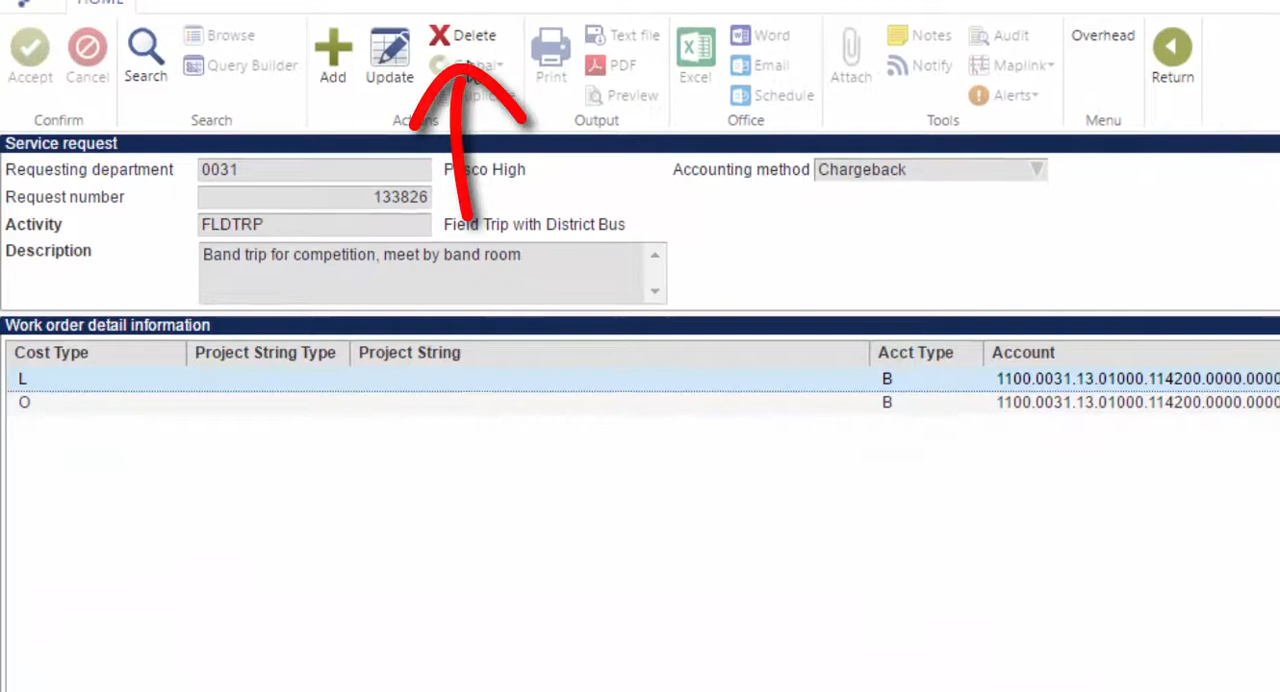 HOME
Accept
Cancel
Search
Browse
Query Builder
Add
Update
Delete
Print
Text file
PDF
Preview
Excel
Word
Email
Schedule
Attach
Notes
Notify
Audit
Maplink
Alerts
Overhead
Return
Confirm
Search
Output
Office
Tools
Menu
Service request
Requesting department 0031 Accounting method Chargeback
Request number 133826
Activity FLDTRP Field Trip with District Bus
Description Band trip for competition, meet by band room
Work order detail information
Cost Type Project String Type Project String Acct Type Account
L B 1100.0031.13.01000.114200.0000.0000
O B 1100.0031.13.01000.114200.0000.0000